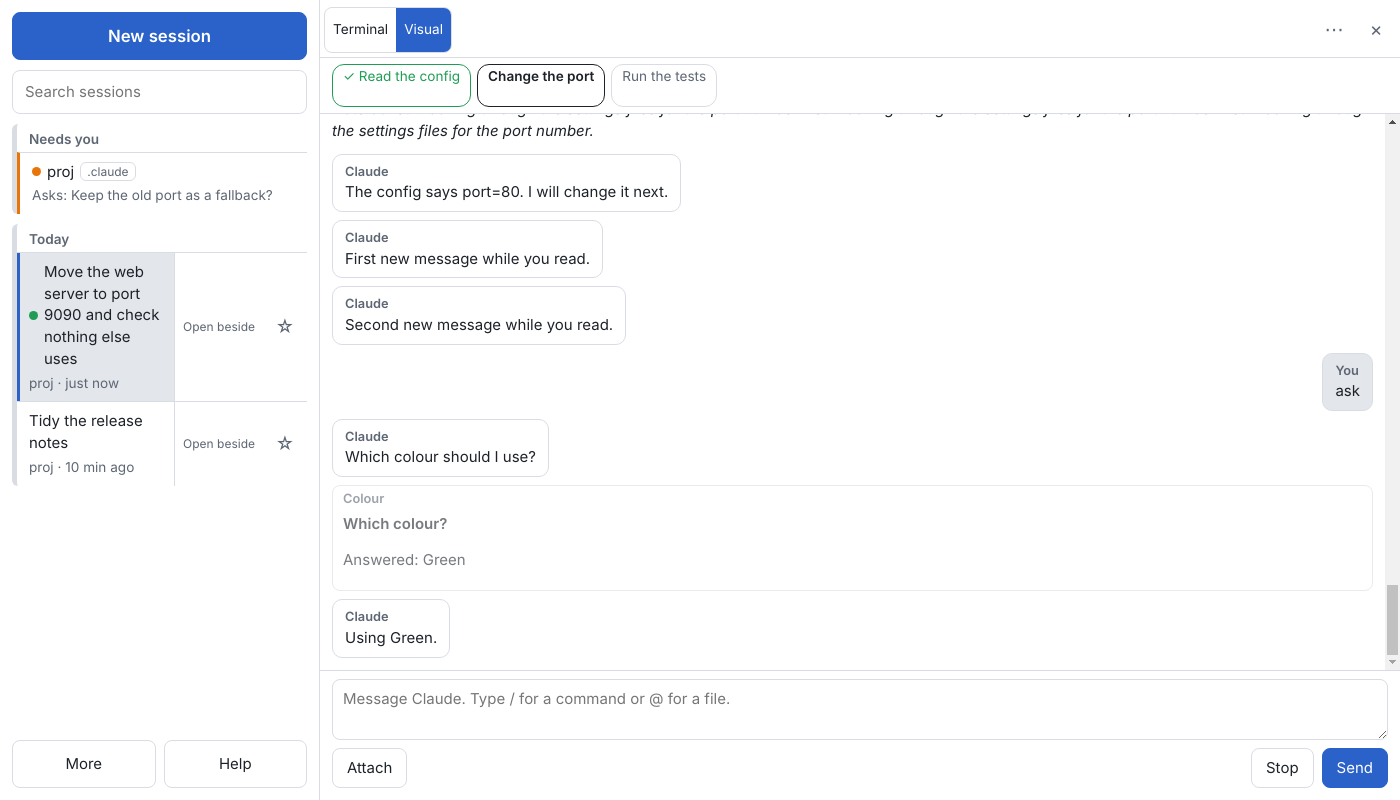 New session
Search sessions
Needs you
proj .claude
Asks: Keep the old port as a fallback?
Today
Move the web
server to port
9090 and check
nothing else
uses
proj · just now
Open beside ☆
Tidy the release
notes
proj · 10 min ago
Open beside ☆
More Help
Terminal Visual
··· ×
✓ Read the config Change the port Run the tests
the settings files for the port number.
Claude
The config says port=80. I will change it next.
Claude
First new message while you read.
Claude
Second new message while you read.
You
ask
Claude
Which colour should I use?
Colour
Which colour?
Answered: Green
Claude
Using Green.
Message Claude. Type / for a command or @ for a file.
Attach Stop Send